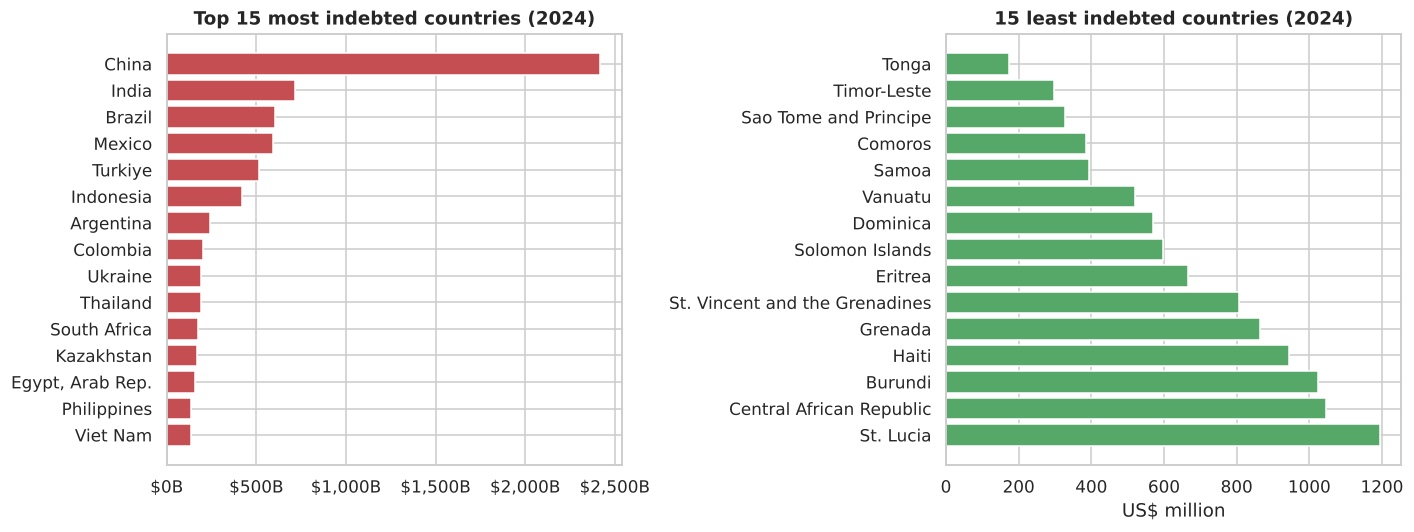 Top 15 most indebted countries (2024)
China
India
Brazil
Mexico
Turkiye
Indonesia
Argentina
Colombia
Ukraine
Thailand
South Africa
Kazakhstan
Egypt, Arab Rep.
Philippines
Viet Nam
$0B $500B $1,000B $1,500B $2,000B $2,500B
15 least indebted countries (2024)
Tonga
Timor-Leste
Sao Tome and Principe
Comoros
Samoa
Vanuatu
Dominica
Solomon Islands
Eritrea
St. Vincent and the Grenadines
Grenada
Haiti
Burundi
Central African Republic
St. Lucia
0 200 400 600 800 1000 1200
US$ million